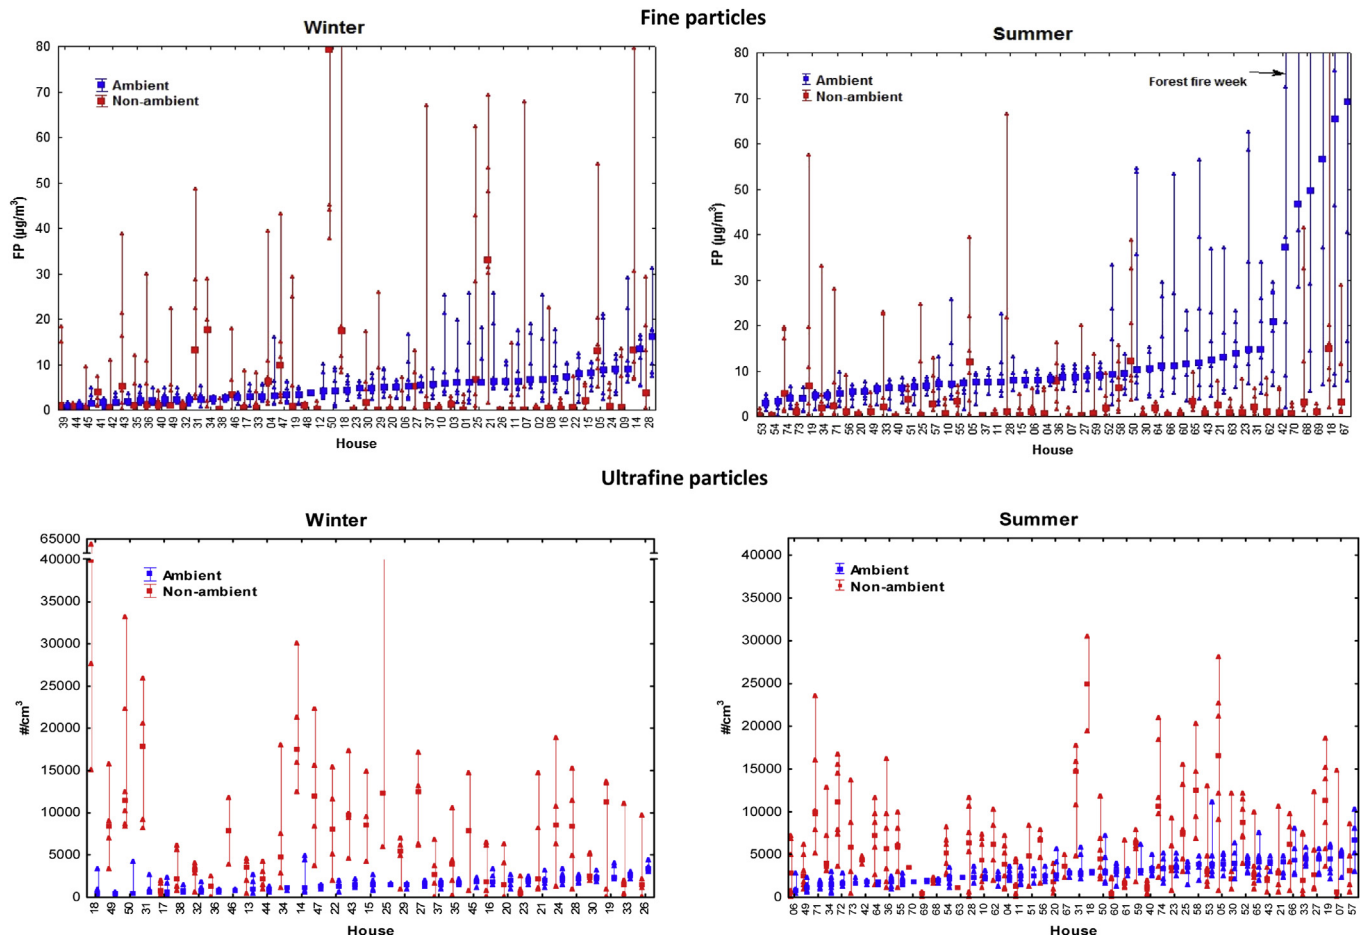 Fine particles
Winter
80
70
60
50
40
30
20
10
0
FP (µg/m³)
Ambient
Non-ambient
39 44 45 41 42 43 35 36 40 49 32 31 34 38 46 17 33 04 47 19 48 12 50 18 23 30 29 20 06 27 37 10 03 01 25 21 26 11 07 02 08 16 22 15 05 24 09 14 28
House
Summer
80
70
60
50
40
30
20
10
0
FP (µg/m³)
Ambient
Non-ambient
Forest fire week
53 54 74 73 19 34 71 56 20 49 33 40 51 25 57 10 55 05 37 11 28 15 06 04 36 07 27 59 52 58 50 30 64 66 60 65 43 21 63 23 31 62 42 70 68 69 18 67
House
Ultrafine particles
Winter
65000
40000
35000
30000
25000
20000
15000
10000
5000
0
#/cm³
Ambient
Non-ambient
18 49 50 31 17 38 32 36 46 13 44 34 14 47 22 43 15 25 29 27 37 35 45 16 20 23 21 24 28 30 19 33 26
House
Summer
40000
35000
30000
25000
20000
15000
10000
5000
0
#/cm³
Ambient
Non-ambient
06 49 71 34 72 73 42 64 36 55 70 69 68 54 63 28 10 62 04 11 51 56 20 67 31 18 50 60 61 59 40 74 23 25 58 53 05 30 52 65 43 21 66 33 27 19 07 57
House